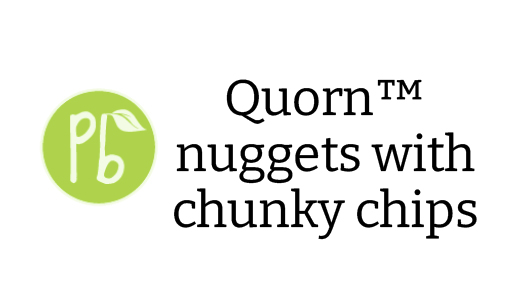 Pb
Quorn™
nuggets with
chunky chips